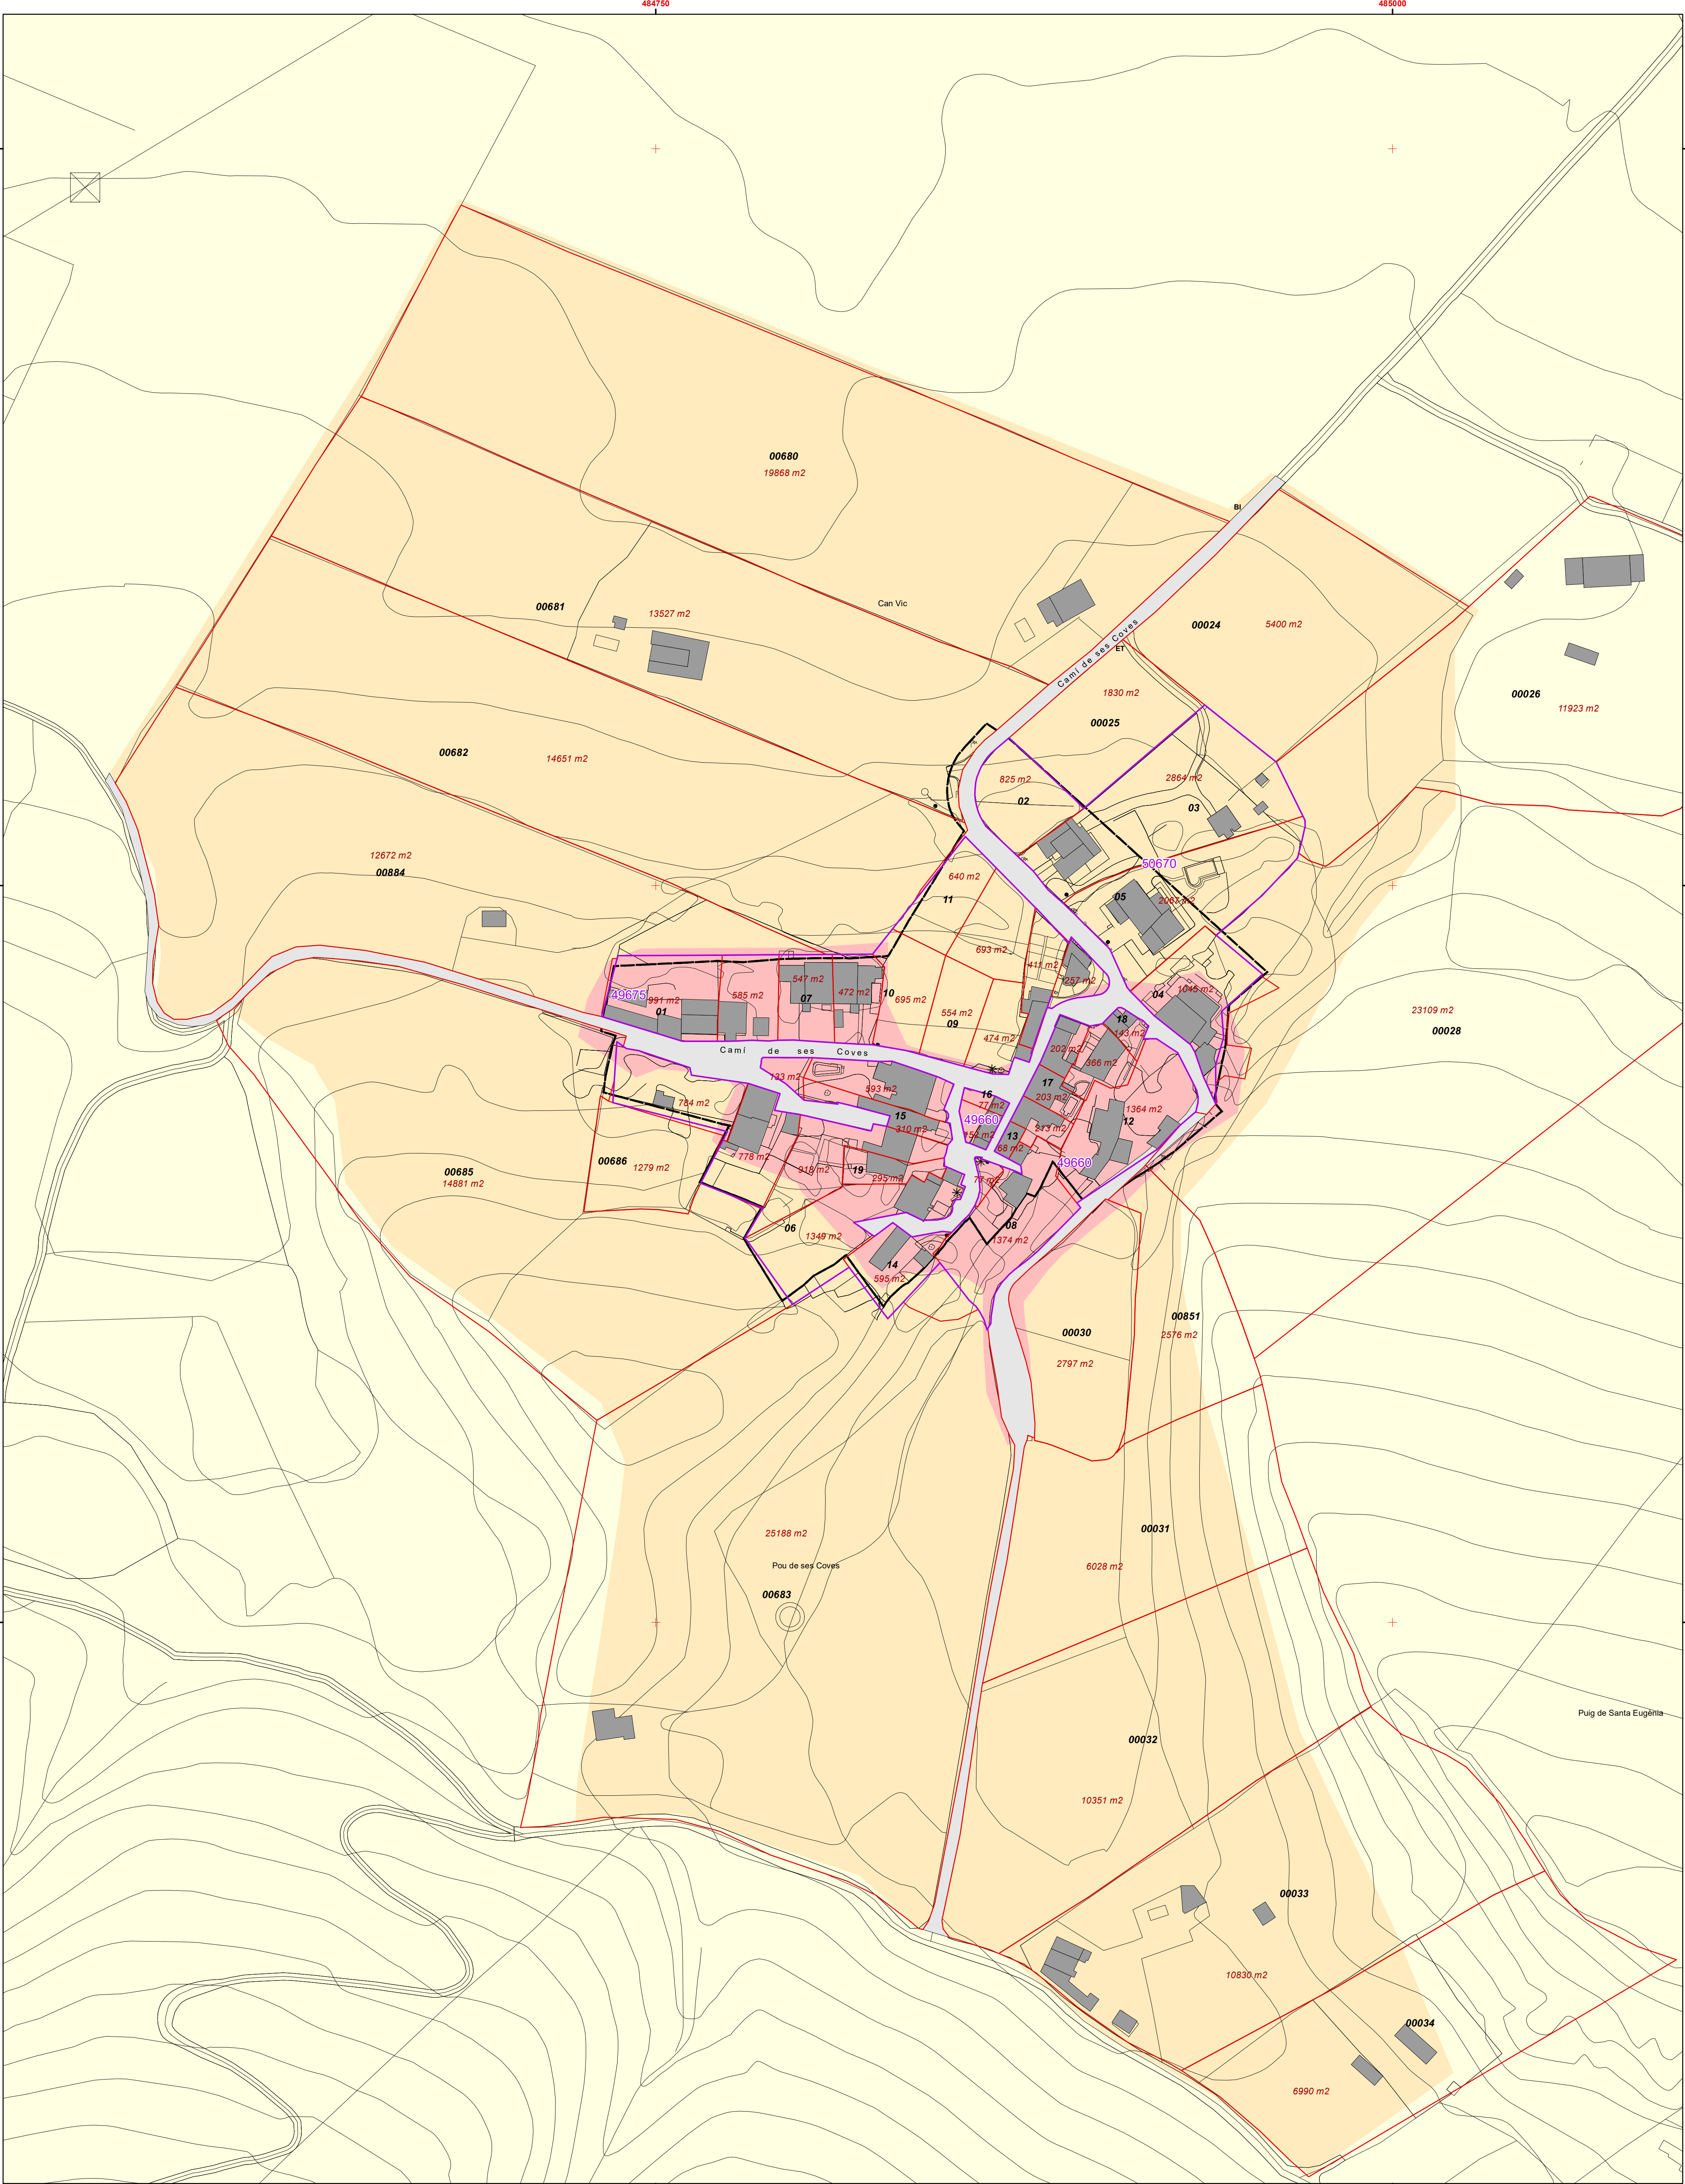 484750
485000
00680
19868 m2
BI
Can Vic
00681
13527 m2
Camí de ses Coves
ET
00024
5400 m2
1830 m2
00025
00026
11923 m2
00682
14651 m2
825 m2
02
2864 m2
03
12672 m2
00884
50670
640 m2
11
05
2067 m2
693 m2
411 m2
257 m2
49675
991 m2
01
585 m2
547 m2
07
472 m2
10
695 m2
04
1045 m2
554 m2
09
474 m2
18
143 m2
23109 m2
00028
Camí de ses Coves
202 m2
366 m2
133 m2
593 m2
17
203 m2
784 m2
16
77 m2
15
310 m2
49660
152 m2
13
68 m2
213 m2
1364 m2
12
778 m2
918 m2
19
295 m2
77 m2
49660
00685
14881 m2
00686
1279 m2
06
1349 m2
08
1374 m2
14
595 m2
00030
2797 m2
00851
2576 m2
25188 m2
Pou de ses Coves
00683
00031
6028 m2
00032
10351 m2
Puig de Santa Eugènia
00033
10830 m2
00034
6990 m2